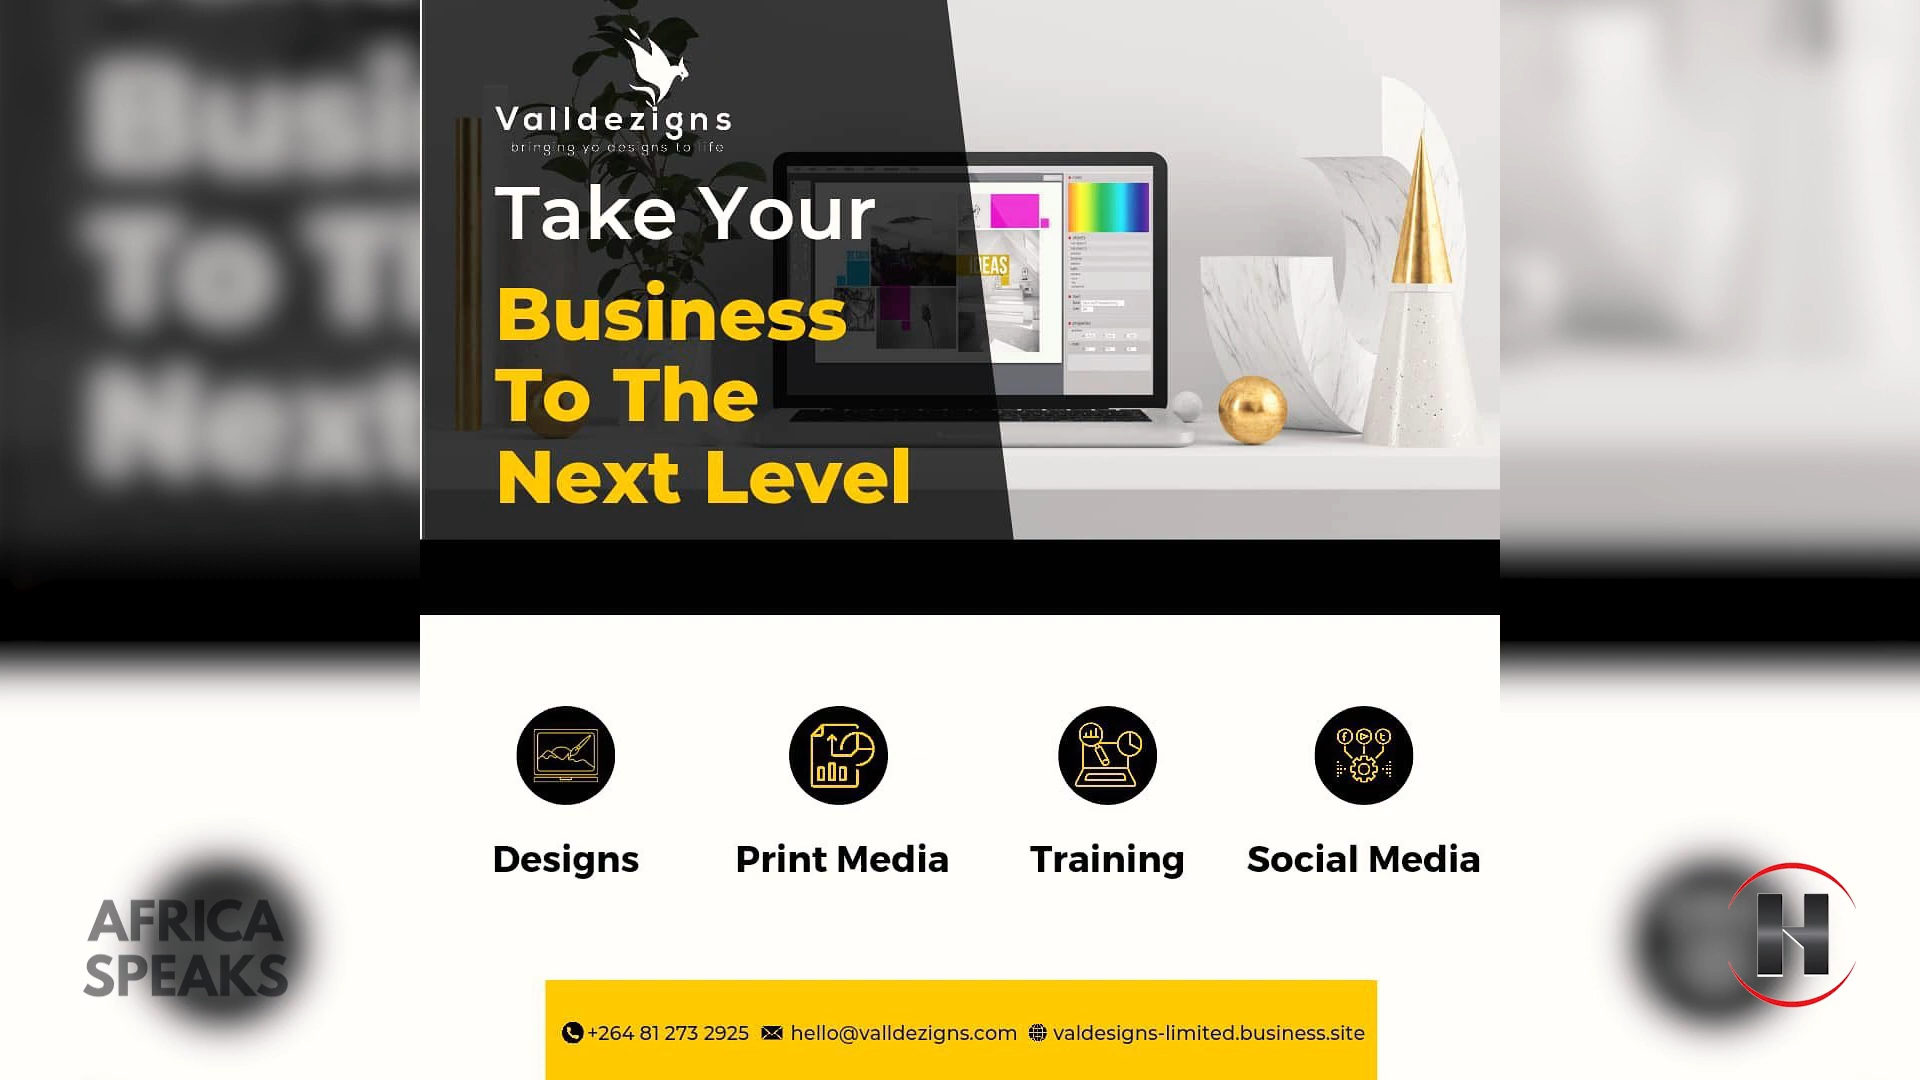 Valldezigns
bringing yo designs to life
Take Your
Business
To The
Next Level
IDEAS
Designs
Print Media
Training
Social Media
AFRICA
SPEAKS
H
+264 81 273 2925 hello@valldezigns.com valdesigns-limited.business.site